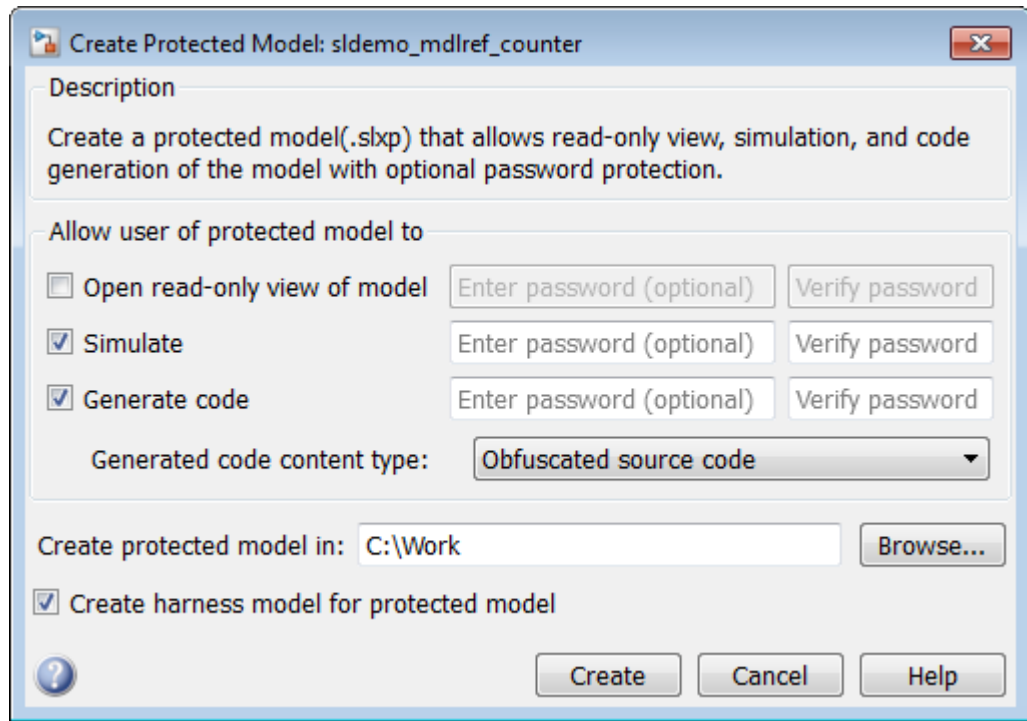 Create Protected Model: sldemo_mdlref_counter
Description
Create a protected model(.slxp) that allows read-only view, simulation, and code
generation of the model with optional password protection.
Allow user of protected model to
Open read-only view of model Enter password (optional) Verify password
Simulate Enter password (optional) Verify password
Generate code Enter password (optional) Verify password
Generated code content type: Obfuscated source code
Create protected model in: C:\Work Browse...
Create harness model for protected model
? Create Cancel Help